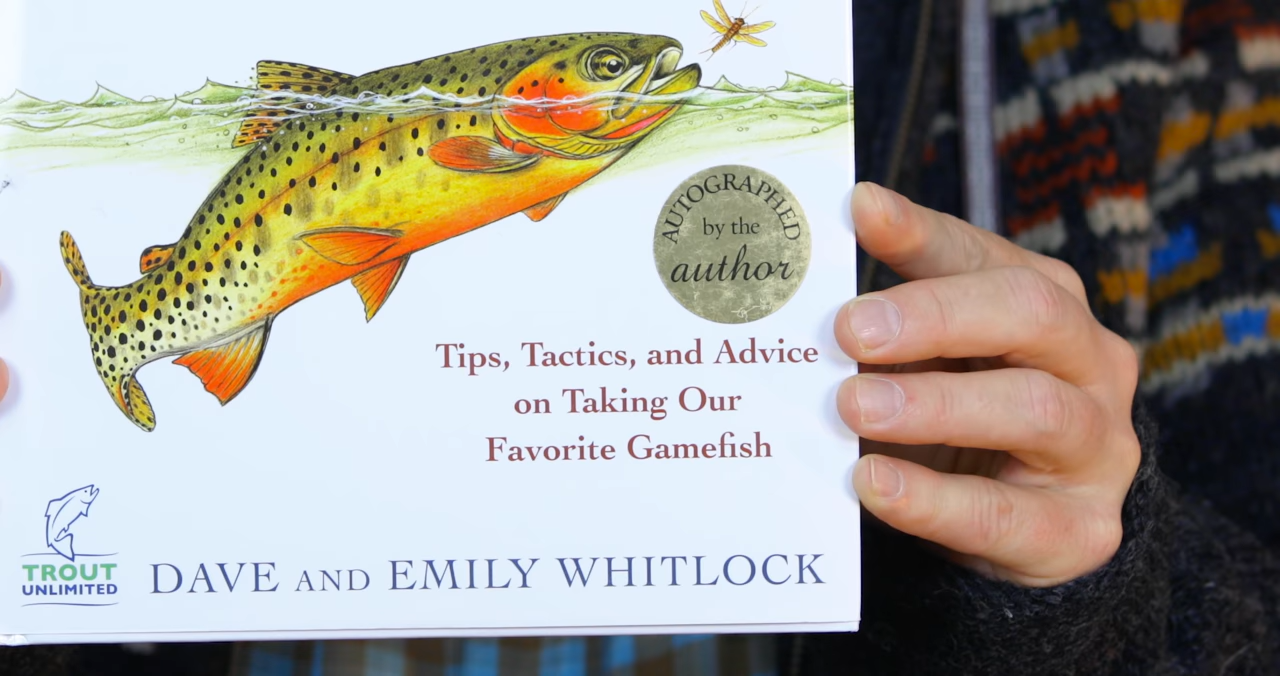 AUTOGRAPHED
by the
author
Tips, Tactics, and Advice
on Taking Our
Favorite Gamefish
TROUT
UNLIMITED
DAVE AND EMILY WHITLOCK